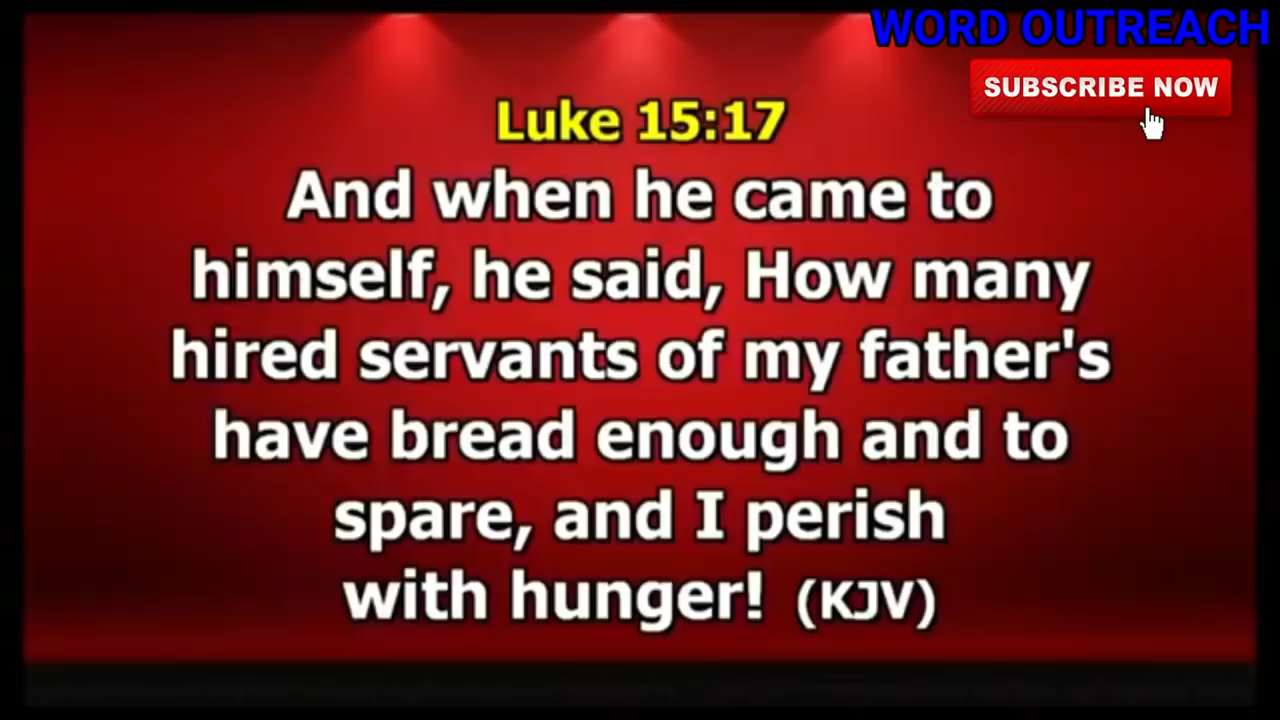 WORD OUTREACH
SUBSCRIBE NOW
Luke 15:17
And when he came to
himself, he said, How many
hired servants of my father's
have bread enough and to
spare, and I perish
with hunger! (KJV)